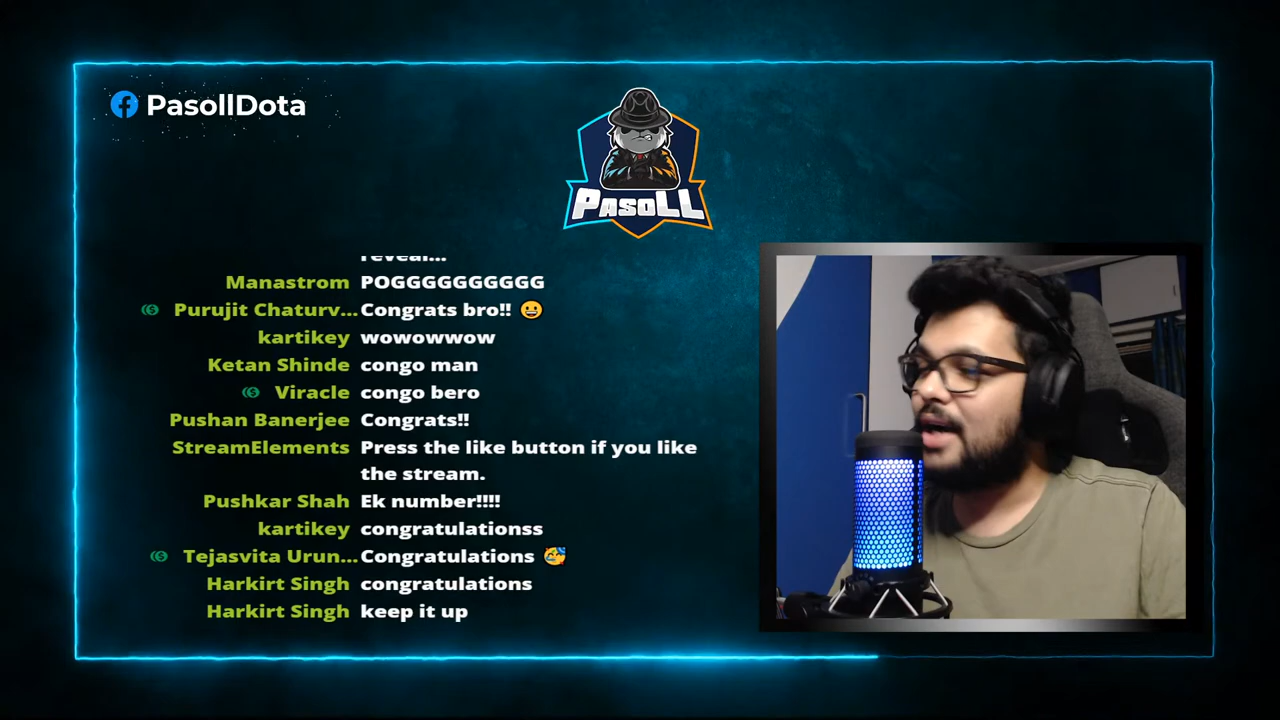 PasollDota
PASOLL
reveal...
Manastrom POGGGGGGGGGG
Purujit Chaturv... Congrats bro!! 😀
kartikey wowowwow
Ketan Shinde congo man
Viracle congo bero
Pushan Banerjee Congrats!!
StreamElements Press the like button if you like
the stream.
Pushkar Shah Ek number!!!!
kartikey congratulationss
Tejasvita Urun... Congratulations 🥳
Harkirt Singh congratulations
Harkirt Singh keep it up